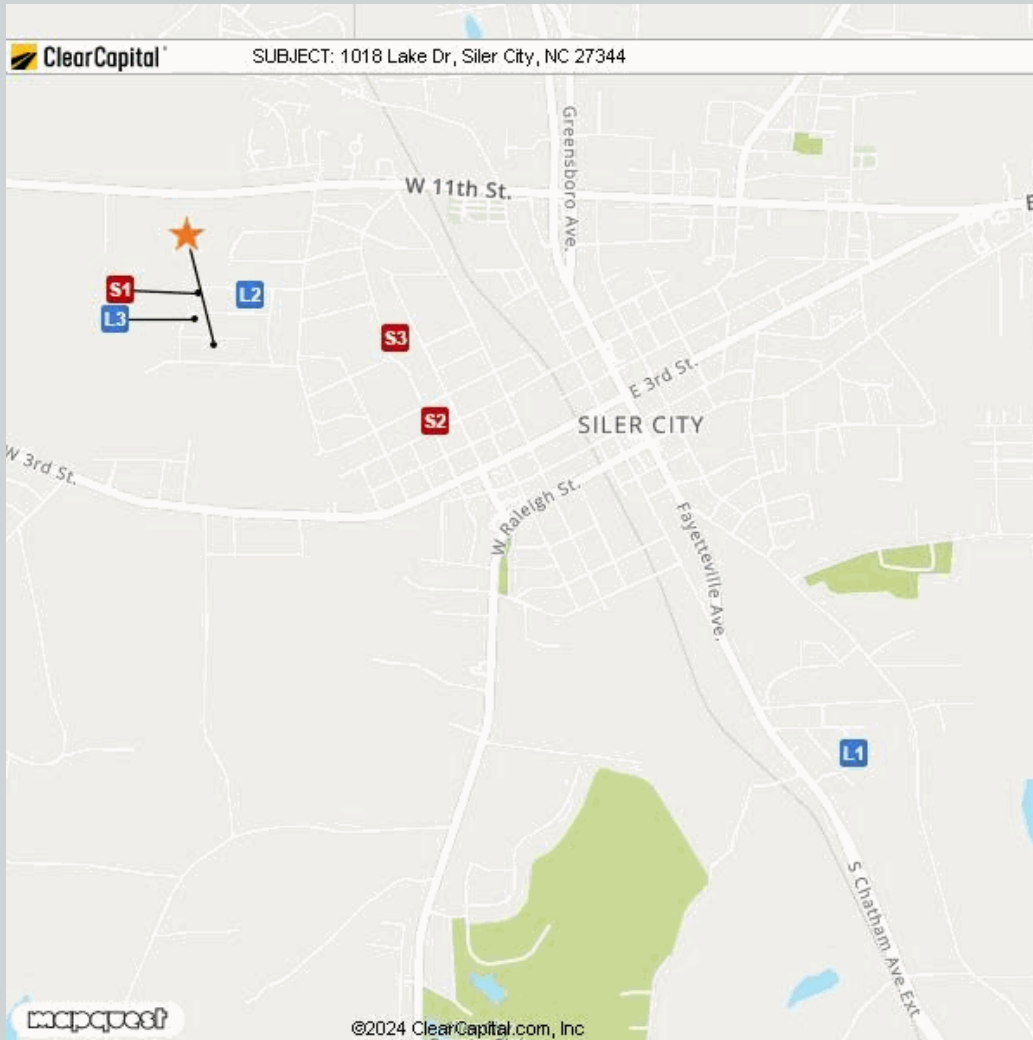 ClearCapital
SUBJECT: 1018 Lake Dr, Siler City, NC 27344
Greensboro Ave.
W 11th St.
E
S1
L2
L3
S3
S2
E 3rd St.
SILER CITY
W 3rd St.
W Raleigh St.
Fayetteville Ave.
L1
S Chatham Ave Ext
mapquest
©2024 ClearCapital.com, Inc